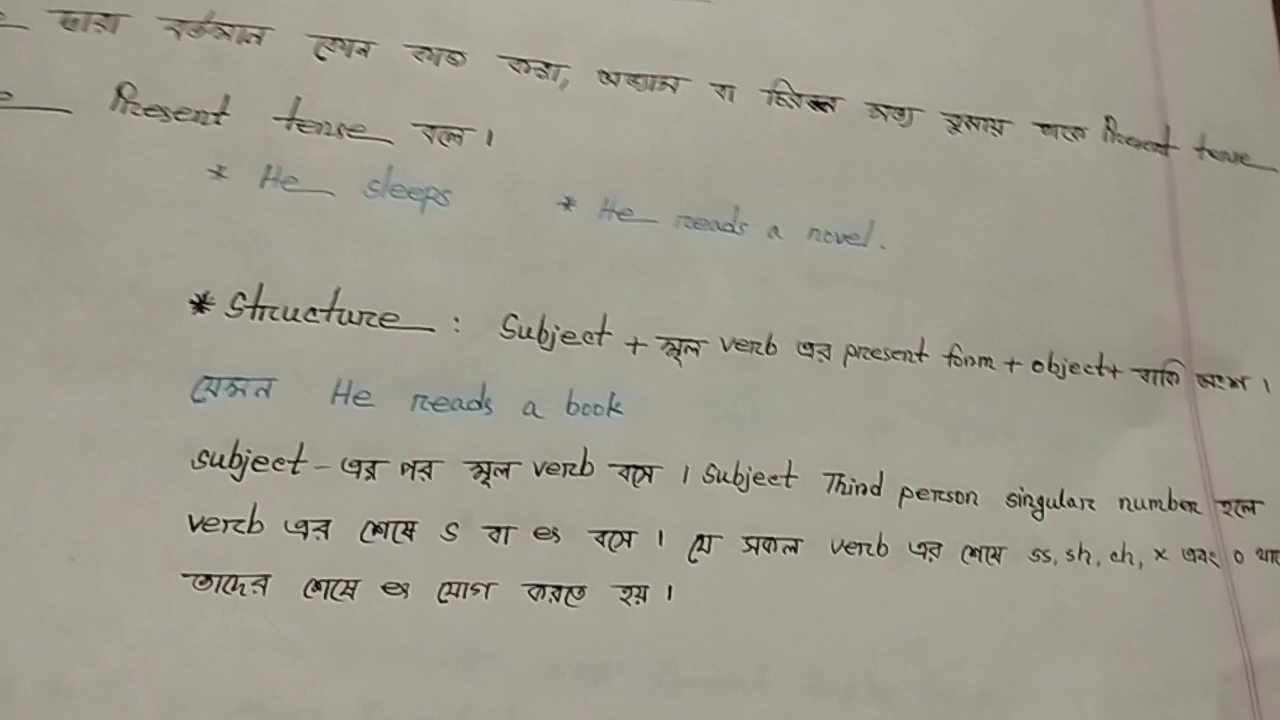 দ্বারা বর্তমান কোন কাজ করা, অভ্যাস বা চিরন্তন সত্য বুঝায় তাকে Present tense
Present tense বলে।
* He sleeps * He reads a novel.
* Structure : Subject + মূল verb এর present form + object + বাকি অংশ।
যেমন He reads a book
subject - এর পর মূল verb বসে। Subject Third person singular number হলে
verb এর শেষে s বা es বসে। যে সকল verb এর শেষে ss, sh, ch, x এবং o
তাদের শেষে es যোগ করতে হয়।